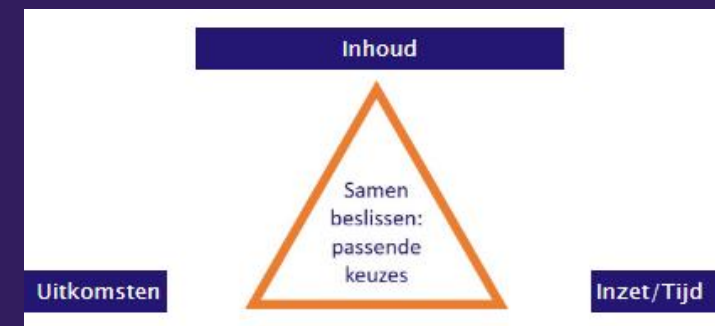 Inhoud
Samen
beslissen:
passende
keuzes
Uitkomsten
Inzet/Tijd